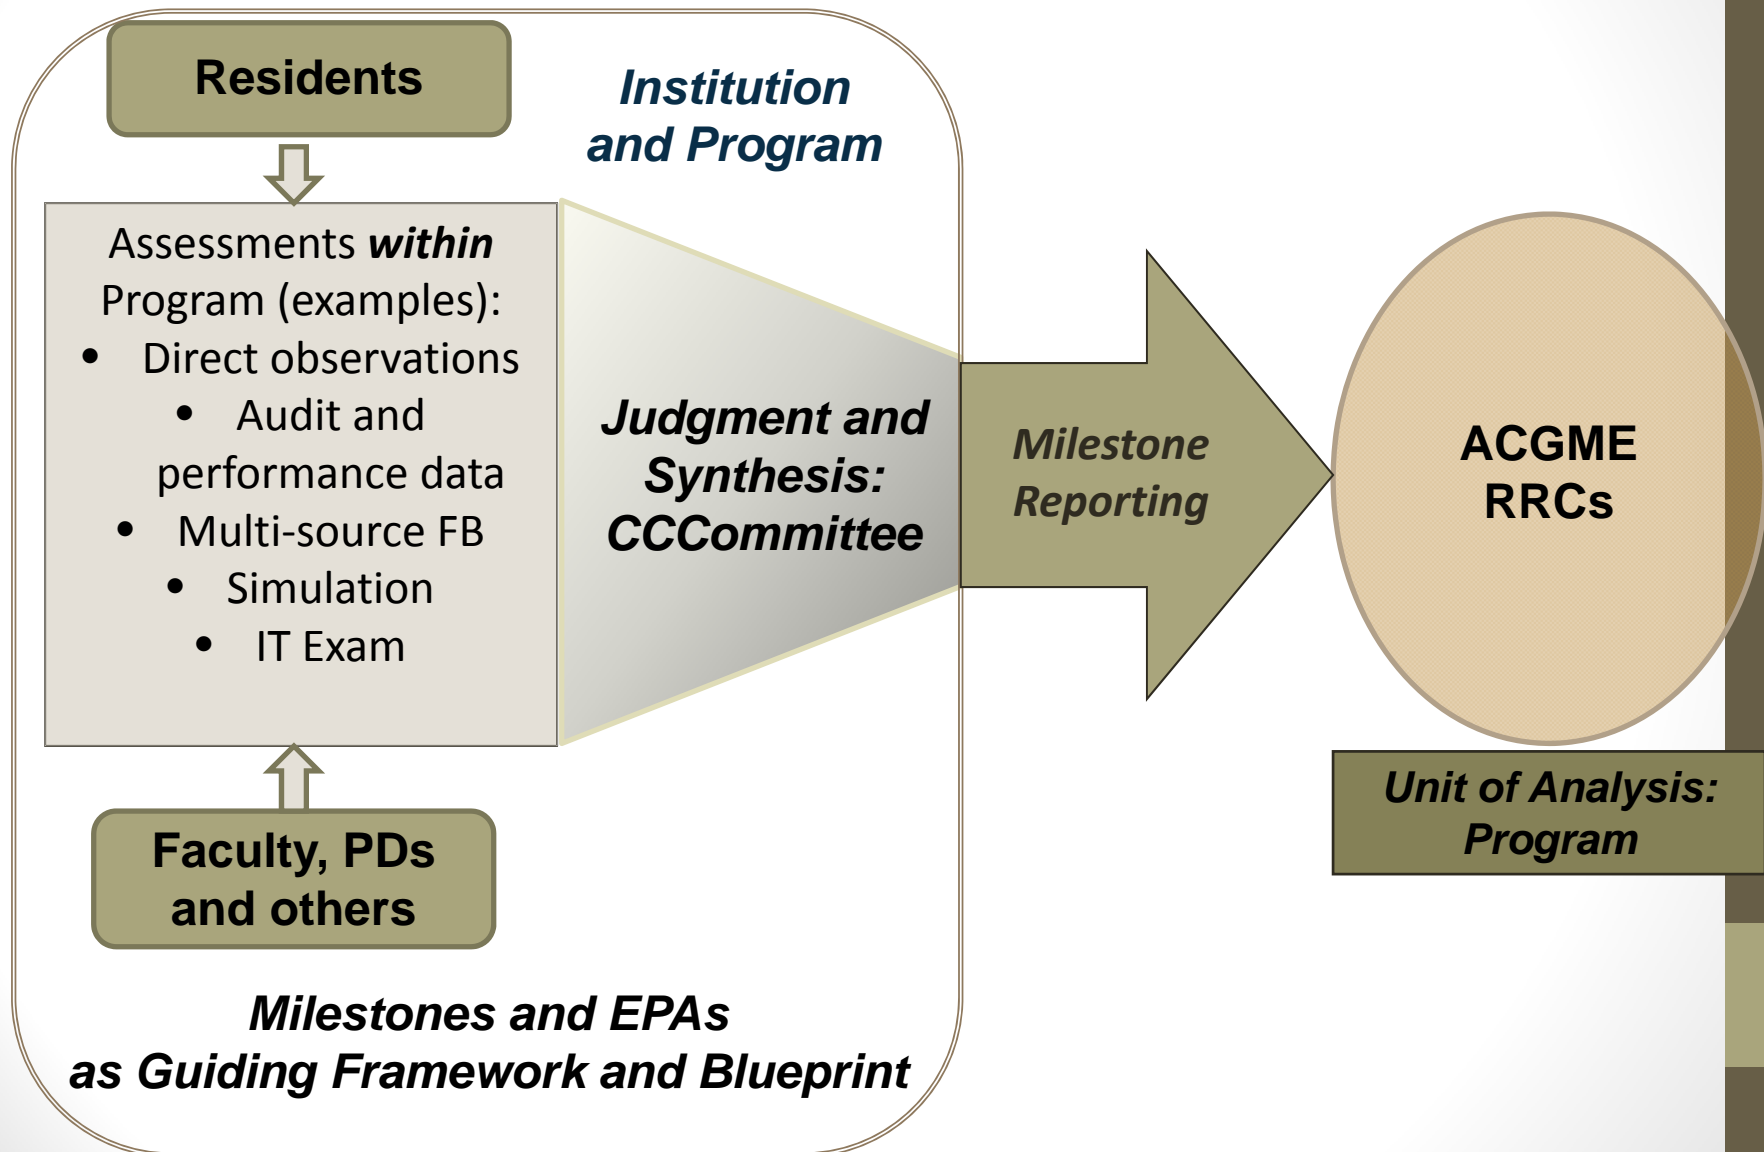 Residents
Institution
and Program
Assessments within
Program (examples):
• Direct observations
• Audit and
performance data
• Multi-source FB
• Simulation
• IT Exam
Judgment and
Synthesis:
CCCommittee
Milestone
Reporting
ACGME
RRCs
Unit of Analysis:
Program
Faculty, PDs
and others
Milestones and EPAs
as Guiding Framework and Blueprint